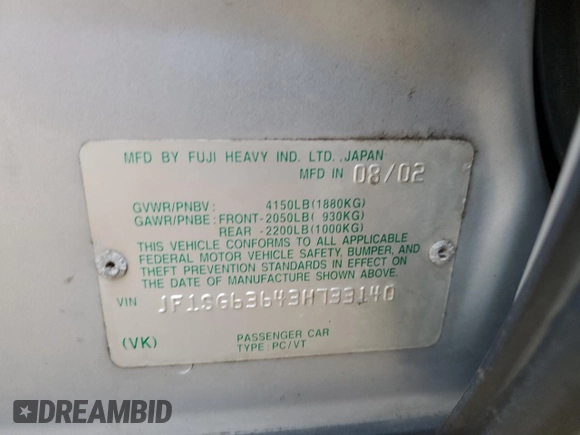 MFD BY FUJI HEAVY IND. LTD. JAPAN
MFD IN 08/02
GVWR/PNBV: 4150LB(1880KG)
GAWR/PNBE: FRONT-2050LB( 930KG)
REAR -2200LB(1000KG)
THIS VEHICLE CONFORMS TO ALL APPLICABLE
FEDERAL MOTOR VEHICLE SAFETY, BUMPER, AND
THEFT PREVENTION STANDARDS IN EFFECT ON
THE DATE OF MANUFACTURE SHOWN ABOVE.
VIN JF1SG63643H733140
(VK) PASSENGER CAR
TYPE: PC/VT
DREAMBID